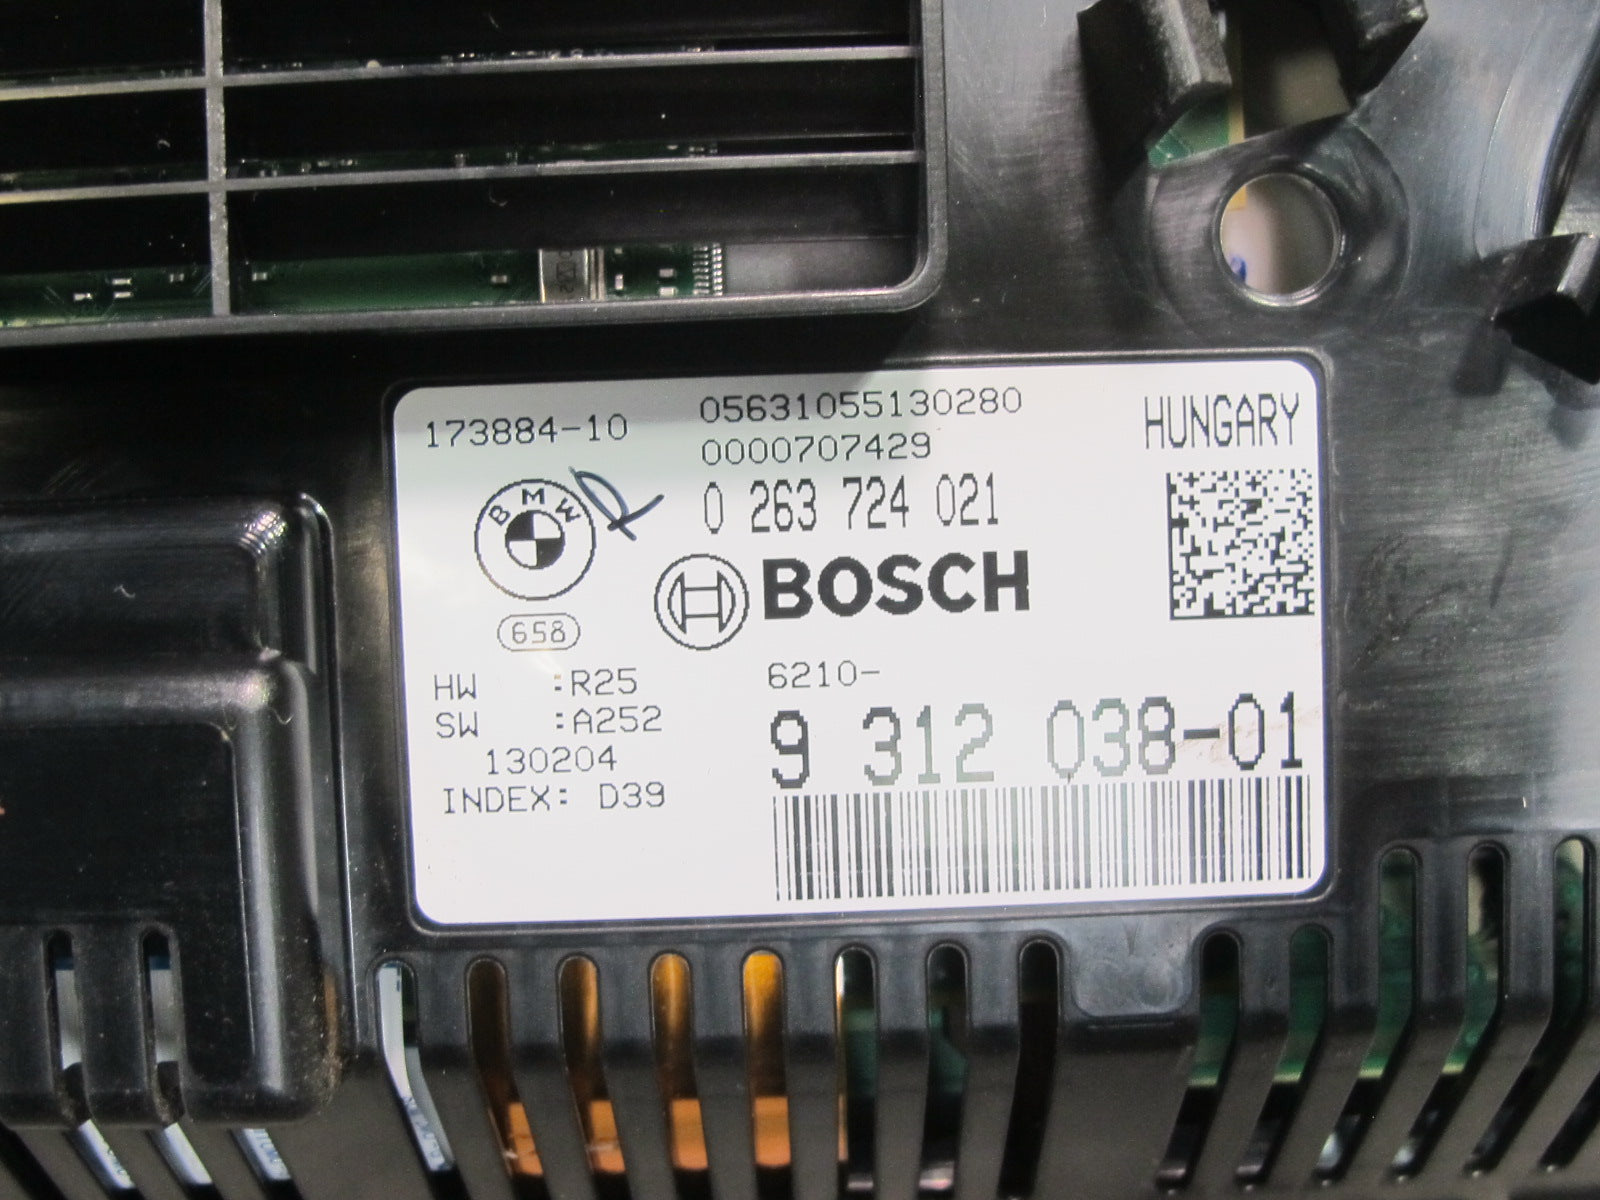 173884-10
05631055130280
0000707429
HUNGARY
0 263 724 021
BMW
BOSCH
658
HW :R25
SW :A252
130204
INDEX: D39
6210-
9 312 038-01